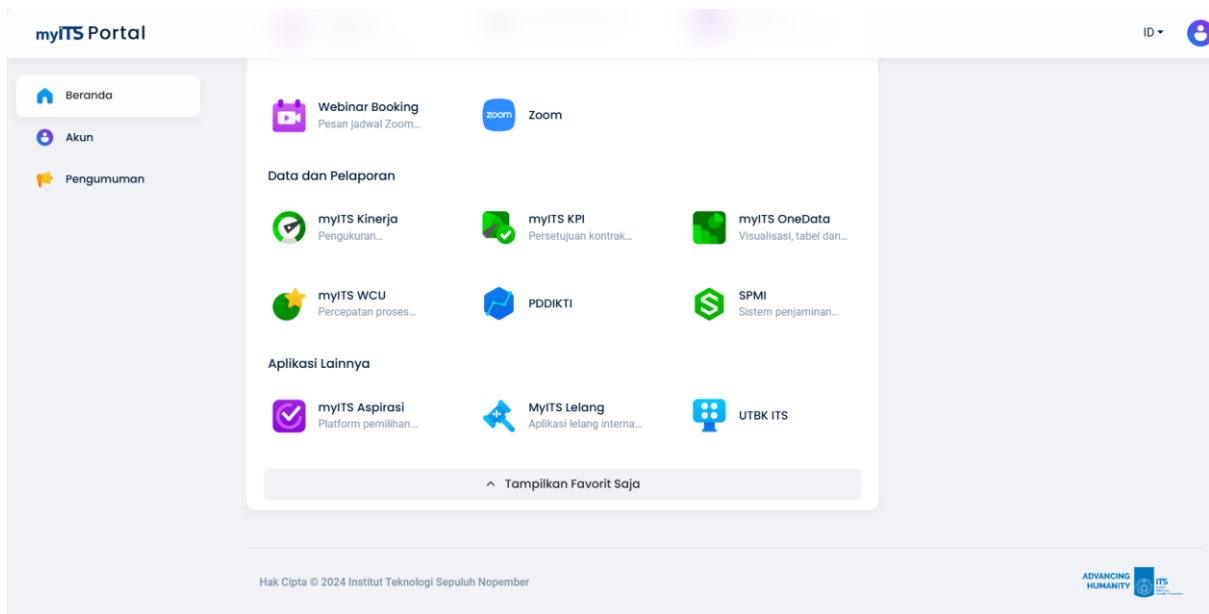 myITS Portal
ID
Beranda
Akun
Pengumuman
Webinar Booking
Pesan jadwal Zoom...
zoom
Zoom
Data dan Pelaporan
myITS Kinerja
Pengukuran...
myITS KPI
Persetujuan kontrak...
myITS OneData
Visualisasi, tabel dan...
myITS WCU
Percepatan proses...
PDDIKTI
SPMI
Sistem penjaminan...
Aplikasi Lainnya
myITS Aspirasi
Platform pemilihan...
MyITS Lelang
Aplikasi lelang interna...
UTBK ITS
Tampilkan Favorit Saja
Hak Cipta © 2024 Institut Teknologi Sepuluh Nopember
ADVANCING
HUMANITY
ITS